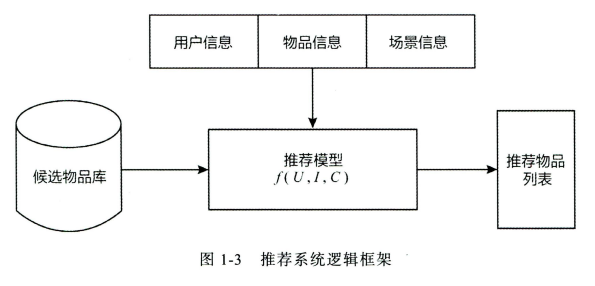 用户信息 物品信息 场景信息
候选物品库
推荐模型
f(U,I,C)
推荐物品
列表
图 1-3 推荐系统逻辑框架